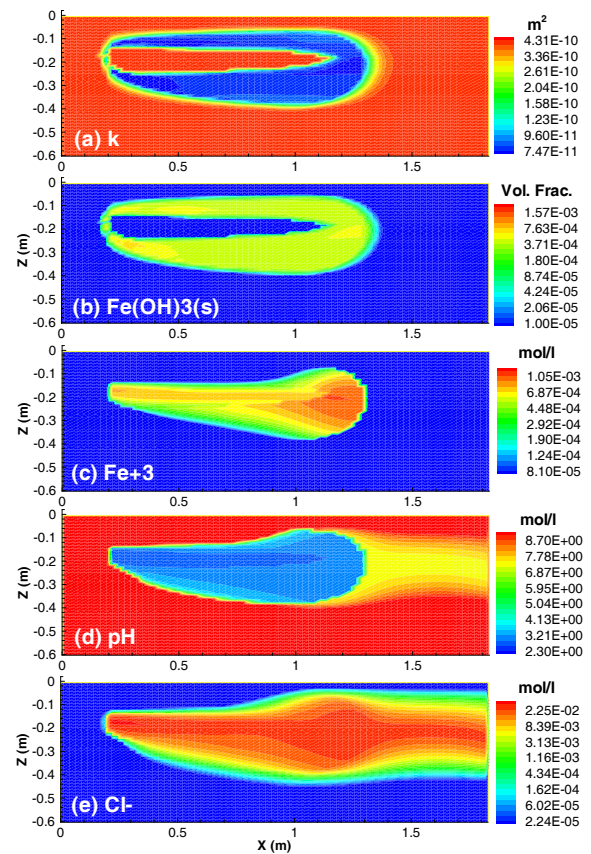 0
-0.1
-0.2
-0.3
-0.4
-0.5
-0.6
0.5
1
1.5
(a) k
m2
4.31E-10
3.36E-10
2.61E-10
2.04E-10
1.58E-10
1.23E-10
9.60E-11
7.47E-11
0
-0.1
-0.2
-0.3
-0.4
-0.5
-0.6
Z (m)
0
0.5
1
1.5
(b) Fe(OH)3(s)
Vol. Frac.
1.57E-03
7.63E-04
3.71E-04
1.80E-04
8.74E-05
4.24E-05
2.06E-05
1.00E-05
0
-0.1
-0.2
-0.3
-0.4
-0.5
-0.6
Z (m)
0
0.5
1
1.5
(c) Fe+3
mol/l
1.05E-03
6.87E-04
4.48E-04
2.92E-04
1.90E-04
1.24E-04
8.10E-05
0
-0.1
-0.2
-0.3
-0.4
-0.5
-0.6
Z (m)
0
0.5
1
1.5
(d) pH
mol/l
8.70E+00
7.78E+00
6.87E+00
5.95E+00
5.04E+00
4.13E+00
3.21E+00
2.30E+00
0
-0.1
-0.2
-0.3
-0.4
-0.5
-0.6
Z (m)
0
0.5
1
1.5
X (m)
(e) Cl-
mol/l
2.25E-02
8.39E-03
3.13E-03
1.16E-03
4.34E-04
1.62E-04
6.02E-05
2.24E-05